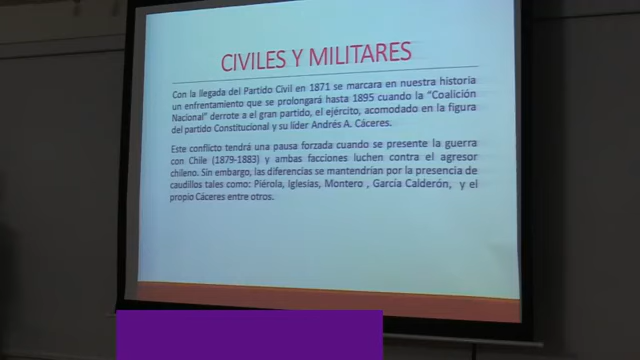 CIVILES Y MILITARES
Con la llegada del Partido Civil en 1871 se marcara en nuestra historia
un enfrentamiento que se prolongará hasta 1895 cuando la "Coalición
Nacional" derrote a el gran partido, el ejército, acomodado en la figura
del partido Constitucional y su líder Andrés A. Cáceres.
Este conflicto tendrá una pausa forzada cuando se presente la guerra
con Chile (1879-1883) y ambas facciones luchen contra el agresor
chileno. Sin embargo, las diferencias se mantendrían por la presencia de
caudillos tales como: Piérola, Iglesias, Montero , García Calderón, y el
propio Cáceres entre otros.